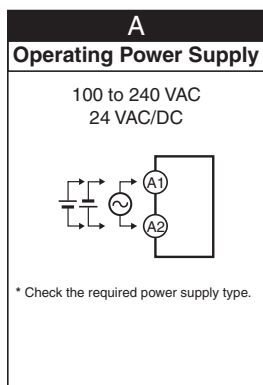 A
Operating Power Supply
100 to 240 VAC
24 VAC/DC
A1
A2
* Check the required power supply type.